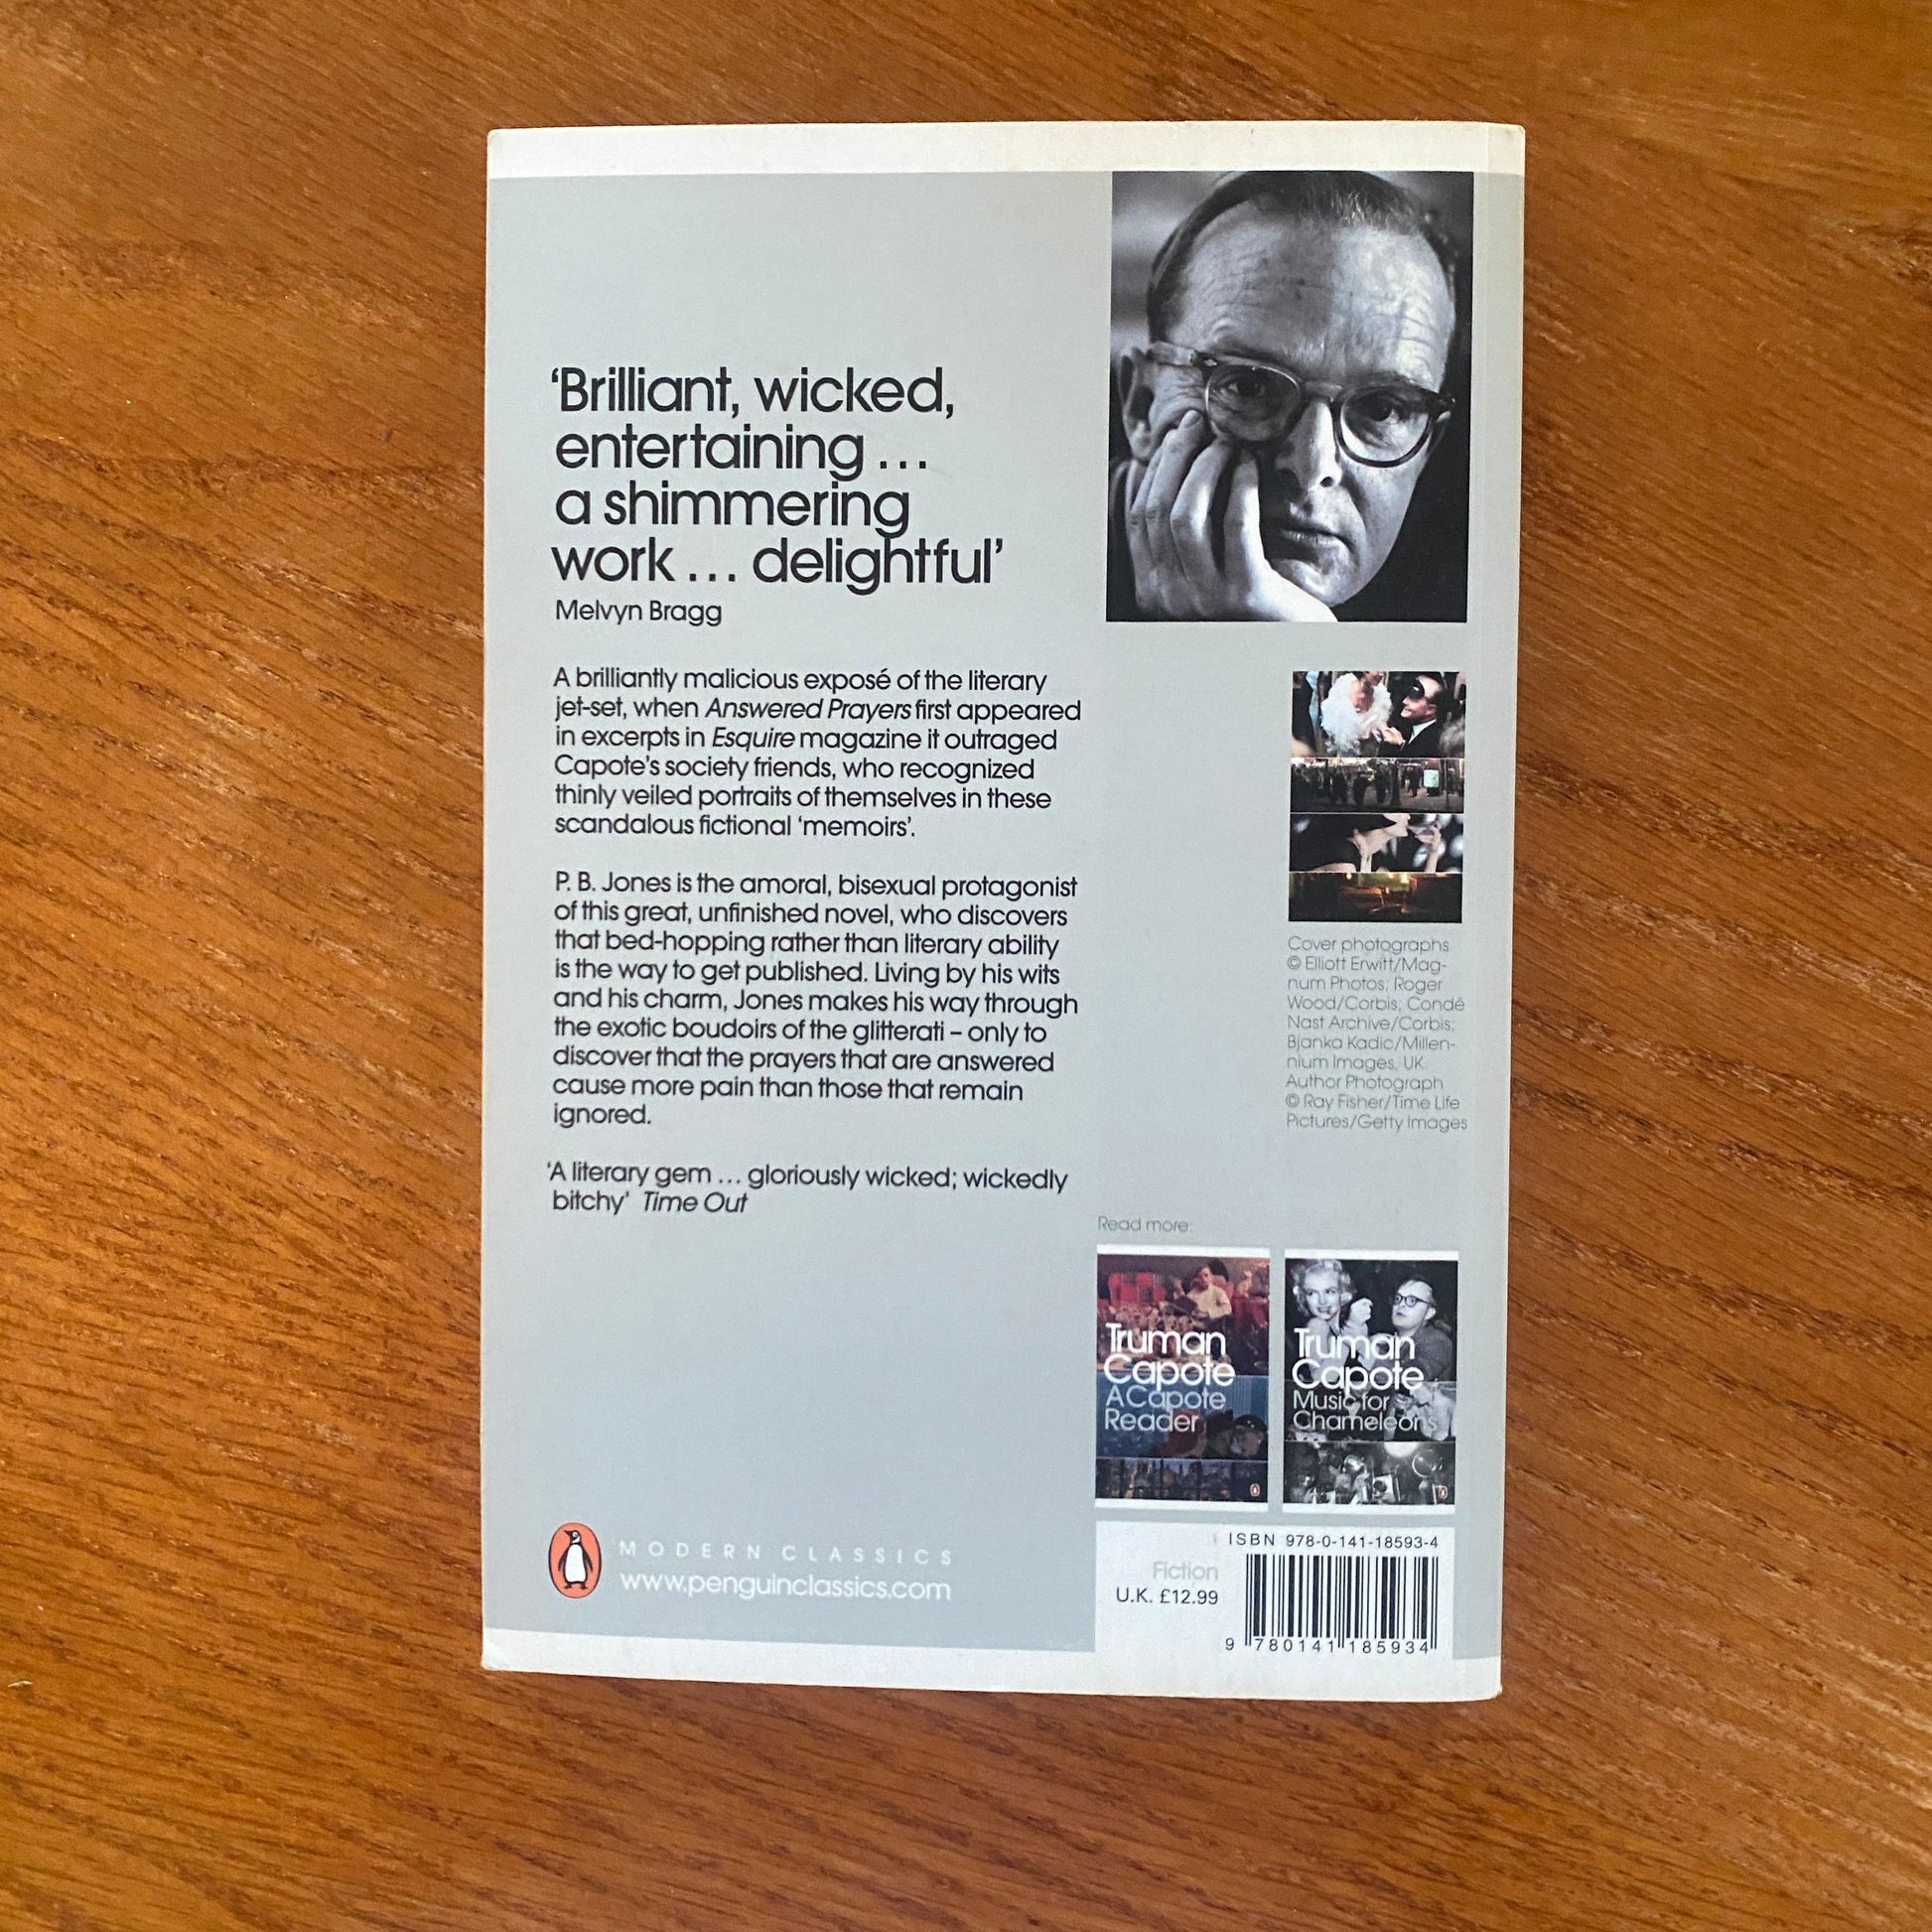 ‘Brilliant, wicked,
entertaining ...
a shimmering
work ... delightful’
Melvyn Bragg
A brilliantly malicious exposé of the literary
jet-set, when Answered Prayers first appeared
in excerpts in Esquire magazine it outraged
Capote’s society friends, who recognized
thinly veiled portraits of themselves in these
scandalous fictional ‘memoirs’.
P. B. Jones is the amoral, bisexual protagonist
of this great, unfinished novel, who discovers
that bed-hopping rather than literary ability
is the way to get published. Living by his wits
and his charm, Jones makes his way through
the exotic boudoirs of the glitterati – only to
discover that the prayers that are answered
cause more pain than those that remain
ignored.
‘A literary gem ... gloriously wicked; wickedly
bitchy’ Time Out
Cover photographs
© Elliott Erwitt/Mag-
num Photos; Roger
Wood/Corbis; Condé
Nast Archive/Corbis;
Bjanka Kadic/Millen-
nium Images, UK.
Author Photograph
© Ray Fisher/Time Life
Pictures/Getty Images
Read more:
Truman
Capote
A Capote
Reader
Truman
Capote
Music for
Chameleons
MODERN CLASSICS
www.penguinclassics.com
ISBN 978-0-141-18593-4
Fiction
U.K. £12.99
9 780141 185934